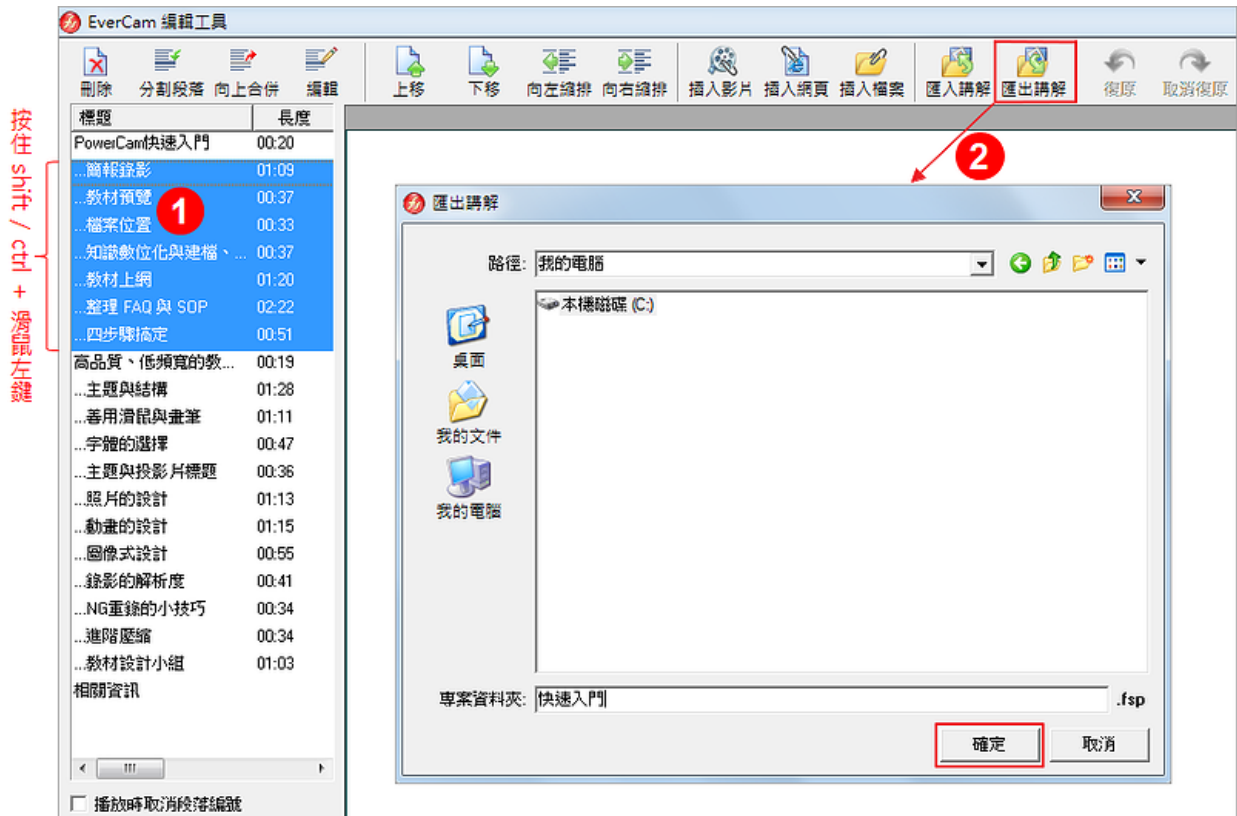 EverCam 編輯工具
刪除 分割段落 向上合併 編輯 上移 下移 向左縮排 向右縮排 插入影片 插入網頁 插入檔案 匯入講解 匯出講解 復原 取消復原
按住 shift / ctrl + 滑鼠左鍵
標題 長度
PowerCam快速入門 00:20
...簡報錄影 01:09
...教材預覽 00:37
...檔案位置 00:33
...知識數位化與建檔、... 00:37
...教材上網 01:20
...整理 FAQ 與 SOP 02:22
...四步驟搞定 00:51
高品質、低頻寬的教... 00:19
...主題與結構 01:28
...善用滑鼠與畫筆 01:11
...字體的選擇 00:47
...主題與投影片標題 00:36
...照片的設計 01:13
...動畫的設計 01:15
...圖像式設計 00:55
...錄影的解析度 00:41
...NG重錄的小技巧 00:34
...進階壓縮 00:34
...教材設計小組 01:03
相關資訊
播放時取消段落編號
1
2
匯出講解
路徑: 我的電腦
本機磁碟 (C:)
桌面
我的文件
我的電腦
專案資料夾: 快速入門 .fsp
確定 取消